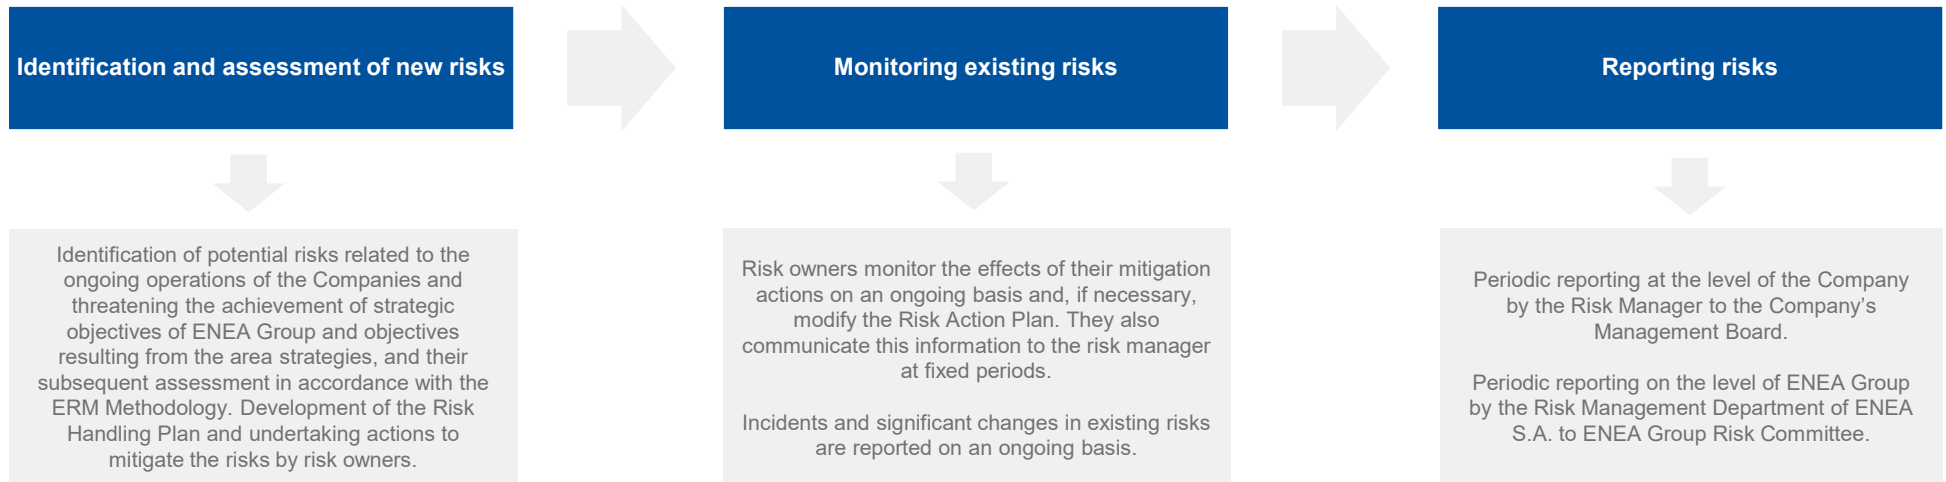 Identification and assessment of new risks
Monitoring existing risks
Reporting risks
Identification of potential risks related to the
ongoing operations of the Companies and
threatening the achievement of strategic
objectives of ENEA Group and objectives
resulting from the area strategies, and their
subsequent assessment in accordance with the
ERM Methodology. Development of the Risk
Handling Plan and undertaking actions to
mitigate the risks by risk owners.
Risk owners monitor the effects of their mitigation
actions on an ongoing basis and, if necessary,
modify the Risk Action Plan. They also
communicate this information to the risk manager
at fixed periods.
Incidents and significant changes in existing risks
are reported on an ongoing basis.
Periodic reporting at the level of the Company
by the Risk Manager to the Company’s
Management Board.
Periodic reporting on the level of ENEA Group
by the Risk Management Department of ENEA
S.A. to ENEA Group Risk Committee.